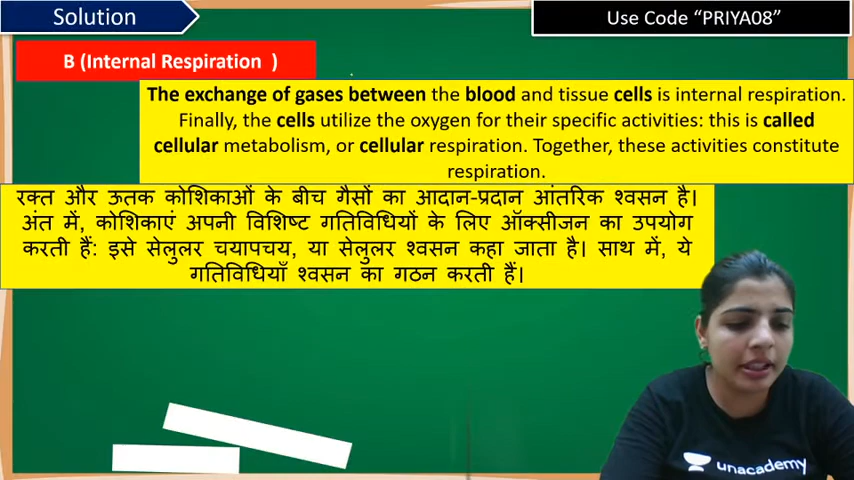 Solution
Use Code “PRIYA08”
B (Internal Respiration )
The exchange of gases between the blood and tissue cells is internal respiration.
Finally, the cells utilize the oxygen for their specific activities: this is called
cellular metabolism, or cellular respiration. Together, these activities constitute
respiration.
रक्त और ऊतक कोशिकाओं के बीच गैसों का आदान-प्रदान आंतरिक श्वसन है।
अंत में, कोशिकाएं अपनी विशिष्ट गतिविधियों के लिए ऑक्सीजन का उपयोग
करती हैं: इसे सेलुलर चयापचय, या सेलुलर श्वसन कहा जाता है। साथ में, ये
गतिविधियाँ श्वसन का गठन करती हैं।
unacademy